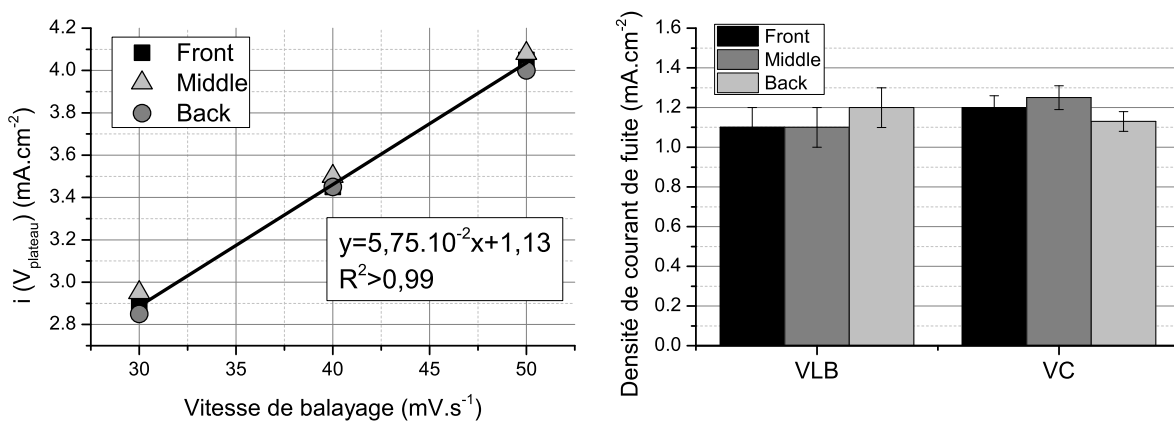 4.2
4.0
3.8
3.6
3.4
3.2
3.0
2.8
i (V_plateau) (mA.cm⁻²)
Front
Middle
Back
y=5,75.10⁻²x+1,13
R²>0,99
30 35 40 45 50
Vitesse de balayage (mV.s⁻¹)
1.6
1.4
1.2
1.0
0.8
0.6
0.4
0.2
0.0
Densité de courant de fuite (mA.cm⁻²)
Front
Middle
Back
VLB VC